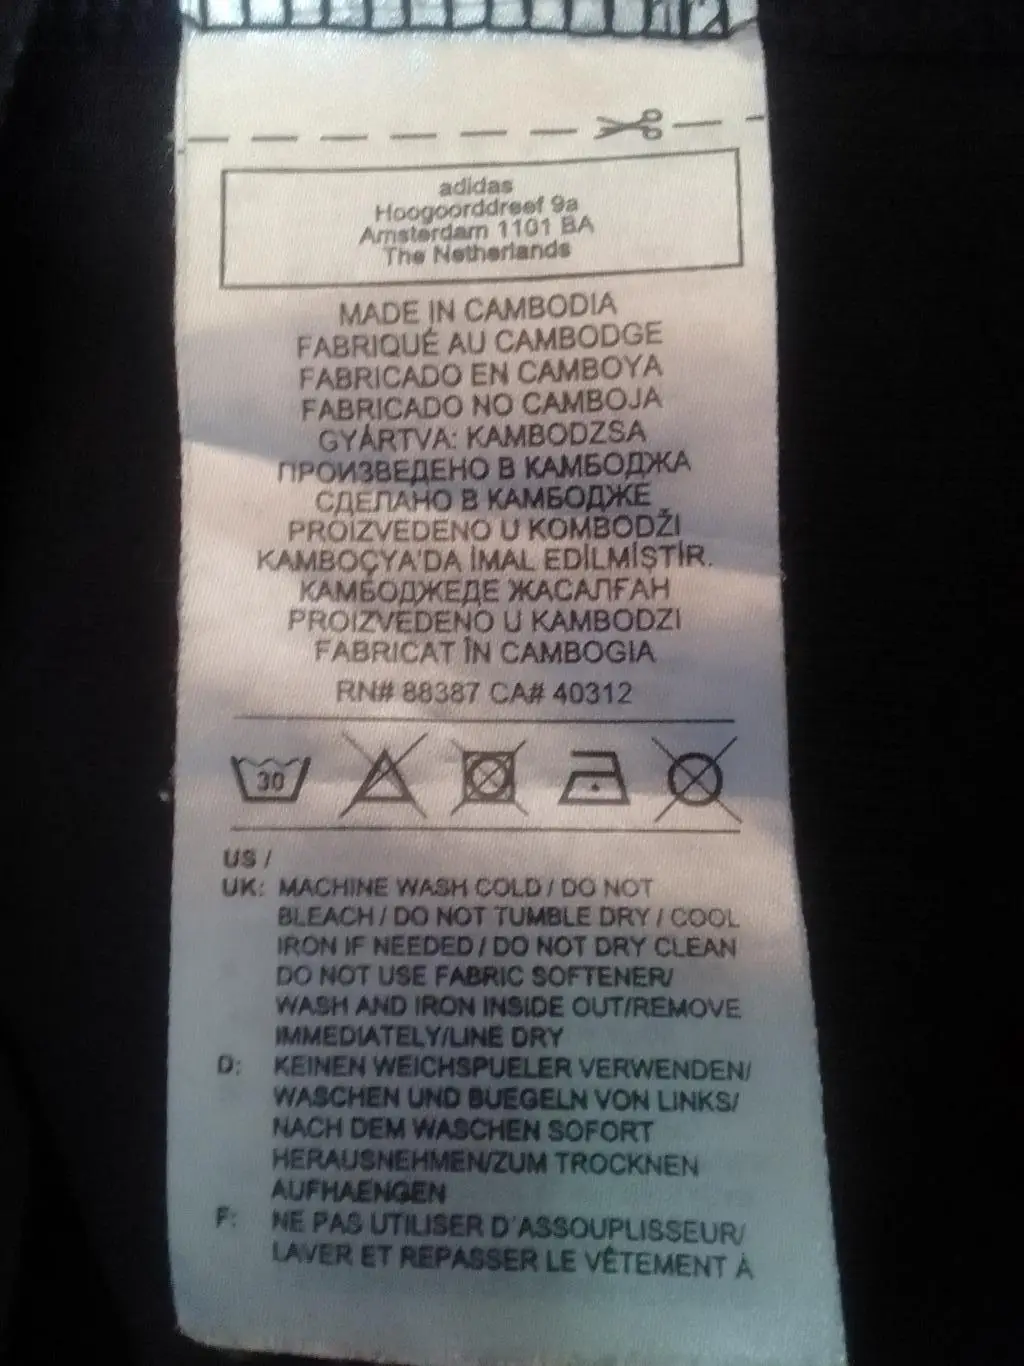 adidas
Hoogoorddreef 9a
Amsterdam 1101 BA
The Netherlands
MADE IN CAMBODIA
FABRIQUÉ AU CAMBODGE
FABRICADO EN CAMBOYA
FABRICADO NO CAMBOJA
GYÁRTVA: KAMBODZSA
ПРОИЗВЕДЕНО В КАМБОДЖА
СДЕЛАНО В КАМБОДЖЕ
PROIZVEDENO U KOMBODŽI
KAMBOÇYA'DA İMAL EDİLMİŞTİR.
КАМБОДЖЕДЕ ЖАСАЛҒАН
PROIZVEDENO U KAMBODZI
FABRICAT ÎN CAMBOGIA
RN# 88387 CA# 40312
30
US /
UK: MACHINE WASH COLD / DO NOT
BLEACH / DO NOT TUMBLE DRY / COOL
IRON IF NEEDED / DO NOT DRY CLEAN
DO NOT USE FABRIC SOFTENER/
WASH AND IRON INSIDE OUT/REMOVE
IMMEDIATELY/LINE DRY
D: KEINEN WEICHSPUELER VERWENDEN/
WASCHEN UND BUEGELN VON LINKS/
NACH DEM WASCHEN SOFORT
HERAUSNEHMEN/ZUM TROCKNEN
AUFHAENGEN
F: NE PAS UTILISER D'ASSOUPLISSEUR/
LAVER ET REPASSER LE VÊTEMENT À